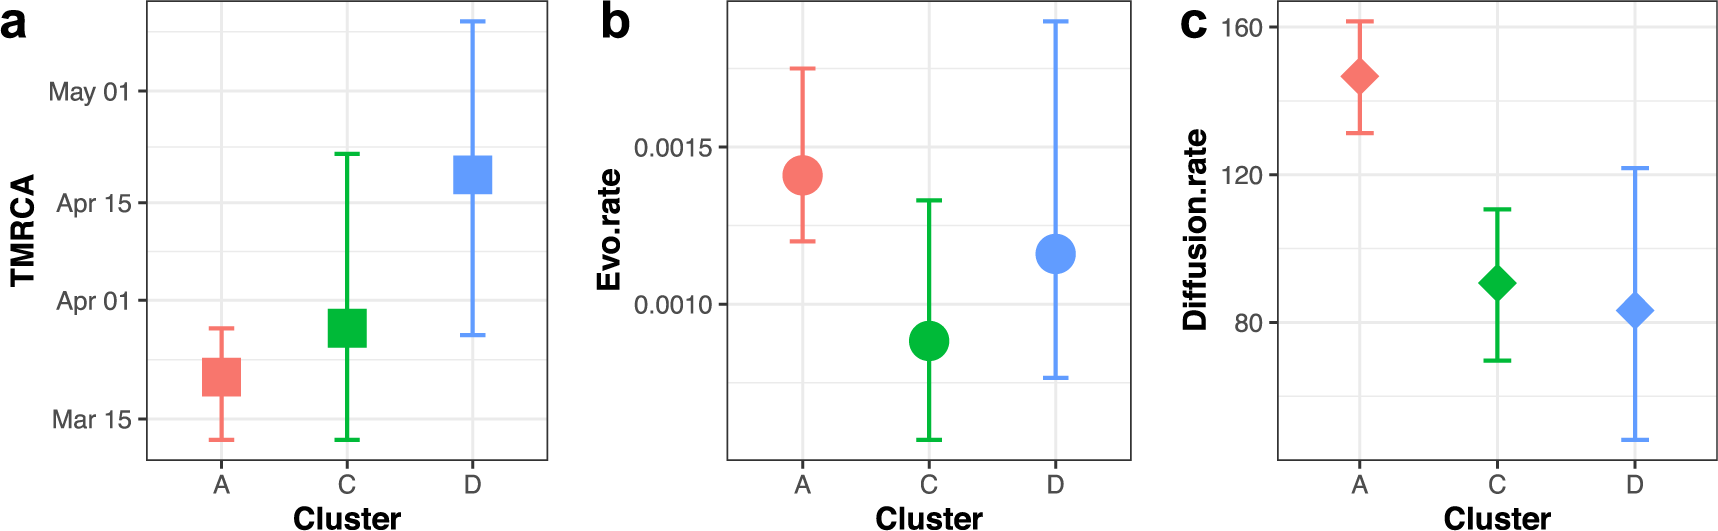 a
TMRCA
May 01
Apr 15
Apr 01
Mar 15
A C D
Cluster
b
Evo.rate
0.0015
0.0010
A C D
Cluster
c
Diffusion.rate
160
120
80
A C D
Cluster